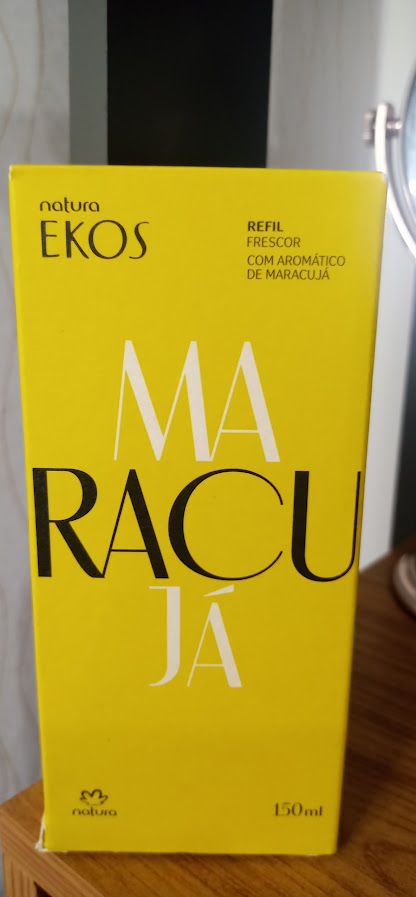 natura
EKOS
REFIL
FRESCOR
COM AROMÁTICO
DE MARACUJÁ
MA
RACU
JÁ
natura
150ml